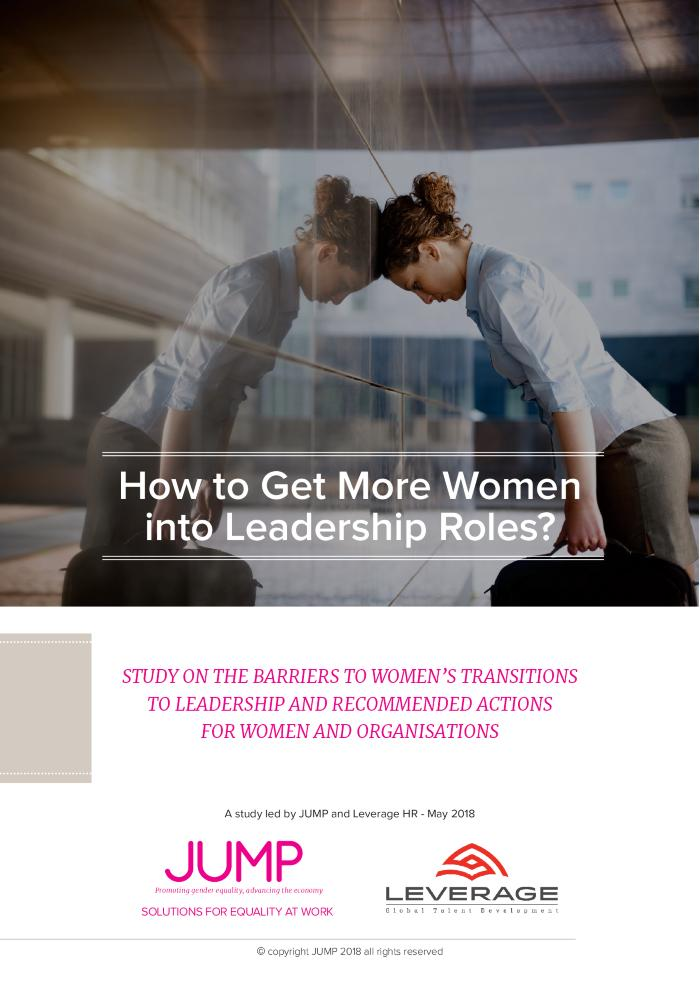 How to Get More Women
into Leadership Roles?
STUDY ON THE BARRIERS TO WOMEN’S TRANSITIONS
TO LEADERSHIP AND RECOMMENDED ACTIONS
FOR WOMEN AND ORGANISATIONS
A study led by JUMP and Leverage HR - May 2018
JUMP
Promoting gender equality, advancing the economy
SOLUTIONS FOR EQUALITY AT WORK
LEVERAGE
Global Talent Development
© copyright JUMP 2018 all rights reserved